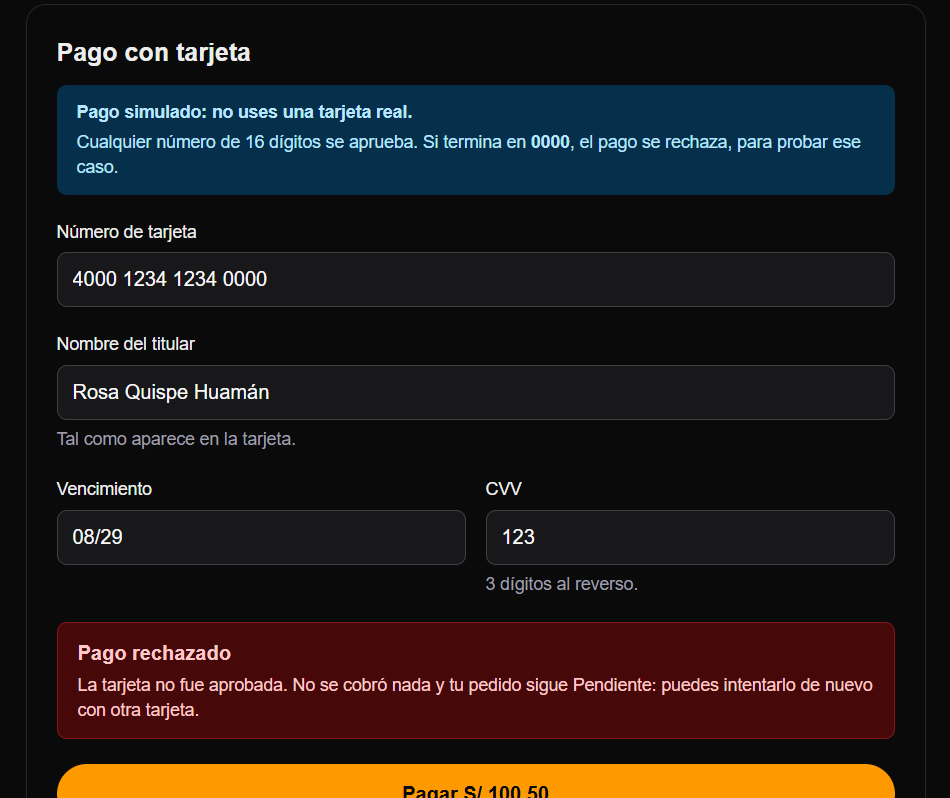 Pago con tarjeta
Pago simulado: no uses una tarjeta real.
Cualquier número de 16 dígitos se aprueba. Si termina en 0000, el pago se rechaza, para probar ese
caso.
Número de tarjeta
4000 1234 1234 0000
Nombre del titular
Rosa Quispe Huamán
Tal como aparece en la tarjeta.
Vencimiento
CVV
08/29
123
3 dígitos al reverso.
Pago rechazado
La tarjeta no fue aprobada. No se cobró nada y tu pedido sigue Pendiente: puedes intentarlo de nuevo
con otra tarjeta.
Pagar S/ 100.50